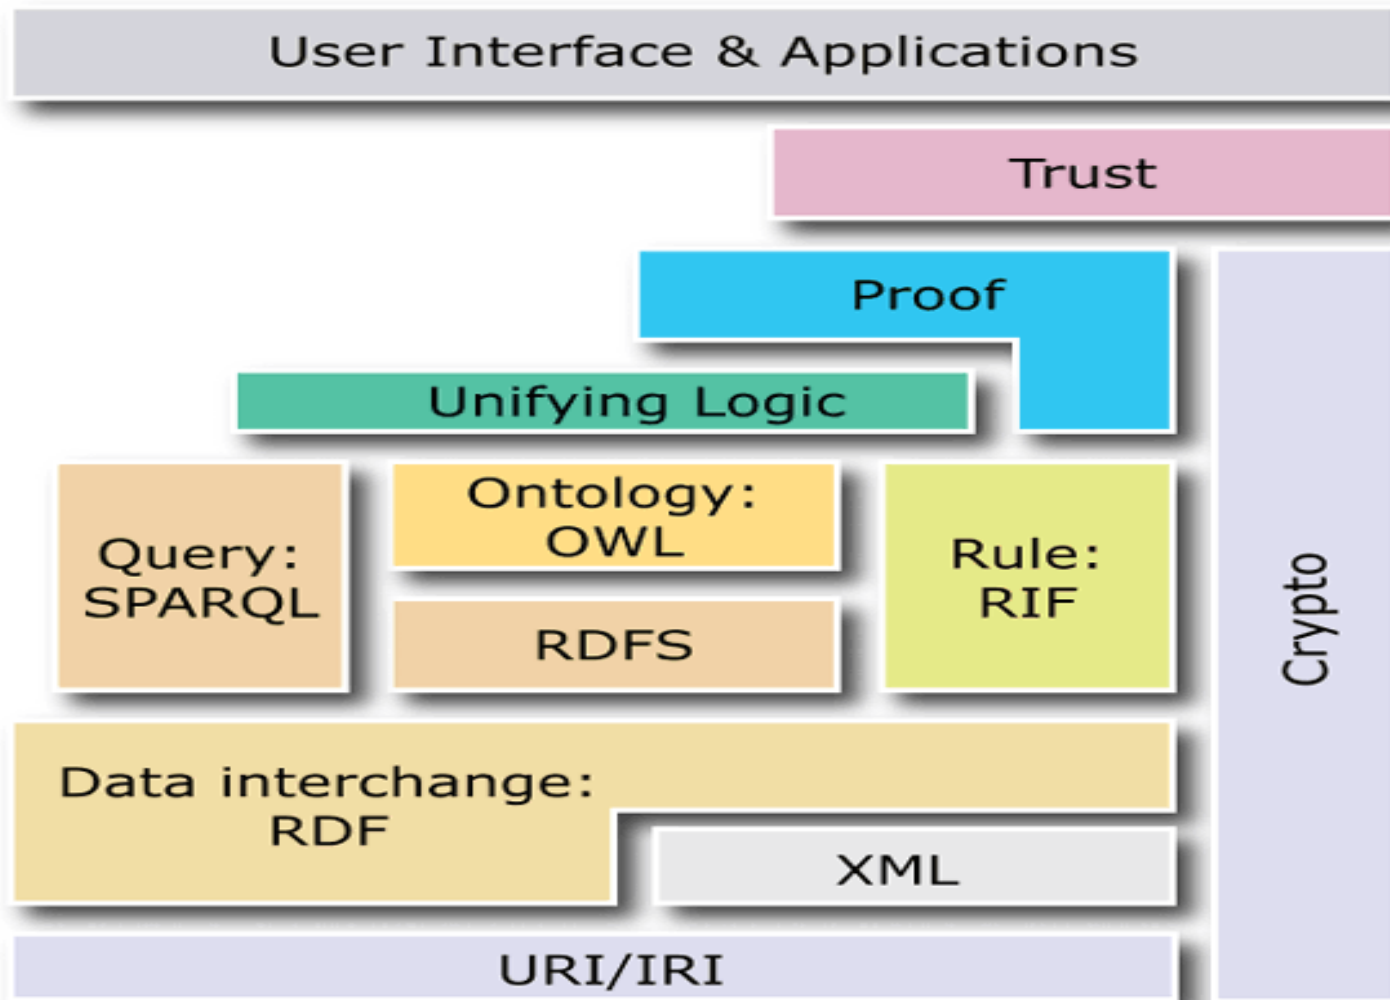 User Interface & Applications
Trust
Proof
Unifying Logic
Query:
SPARQL
Ontology:
OWL
RDFS
Rule:
RIF
Crypto
Data interchange:
RDF
XML
URI/IRI